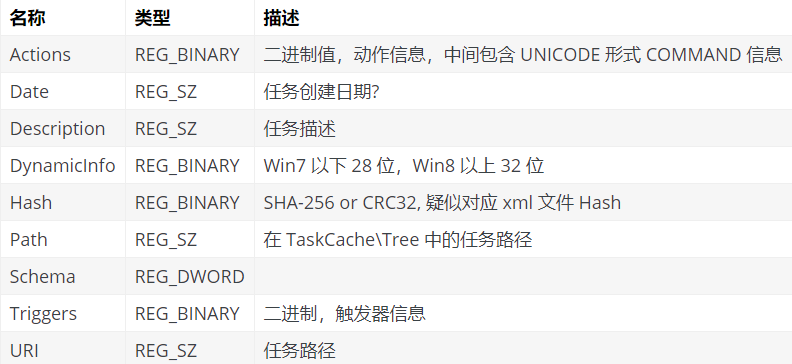 名称 类型 描述
Actions REG_BINARY 二进制值，动作信息，中间包含 UNICODE 形式 COMMAND 信息
Date REG_SZ 任务创建日期?
Description REG_SZ 任务描述
DynamicInfo REG_BINARY Win7 以下 28 位，Win8 以上 32 位
Hash REG_BINARY SHA-256 or CRC32, 疑似对应 xml 文件 Hash
Path REG_SZ 在 TaskCache\Tree 中的任务路径
Schema REG_DWORD
Triggers REG_BINARY 二进制，触发器信息
URI REG_SZ 任务路径